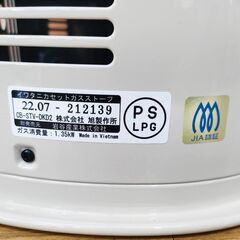 イワタニカセットガスストーブ
22.07 - 212139
CB-STV-DKD2 株式会社 旭製作所
販売元 岩谷産業株式会社
ガス消費量：1.35kW Made in Vietnam
PS
LPG
JIA認証